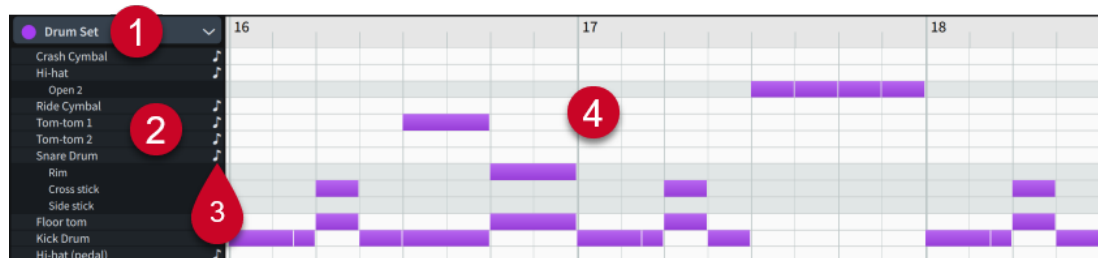 Drum Set
1
16
17
18
Crash Cymbal
Hi-hat
Open 2
Ride Cymbal
Tom-tom 1
Tom-tom 2
2
4
Snare Drum
Rim
Cross stick
Side stick
3
Floor tom
Kick Drum
Hi-hat (pedal)